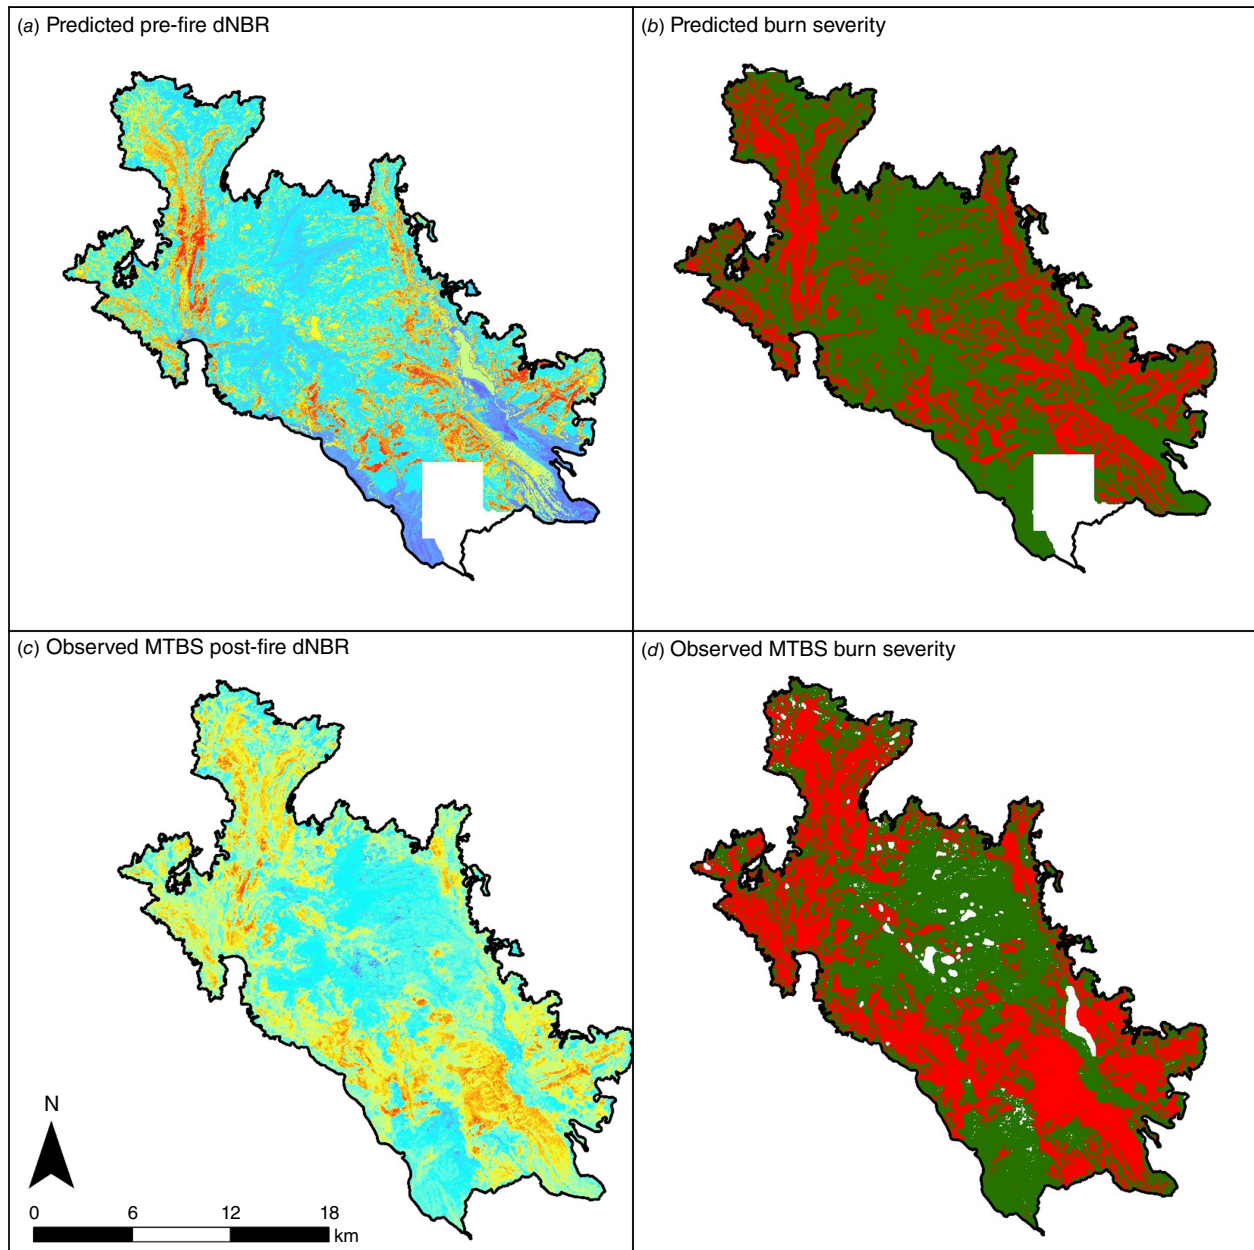 (a) Predicted pre-fire dNBR
(b) Predicted burn severity
(c) Observed MTBS post-fire dNBR
(d) Observed MTBS burn severity
N
0 6 12 18
km